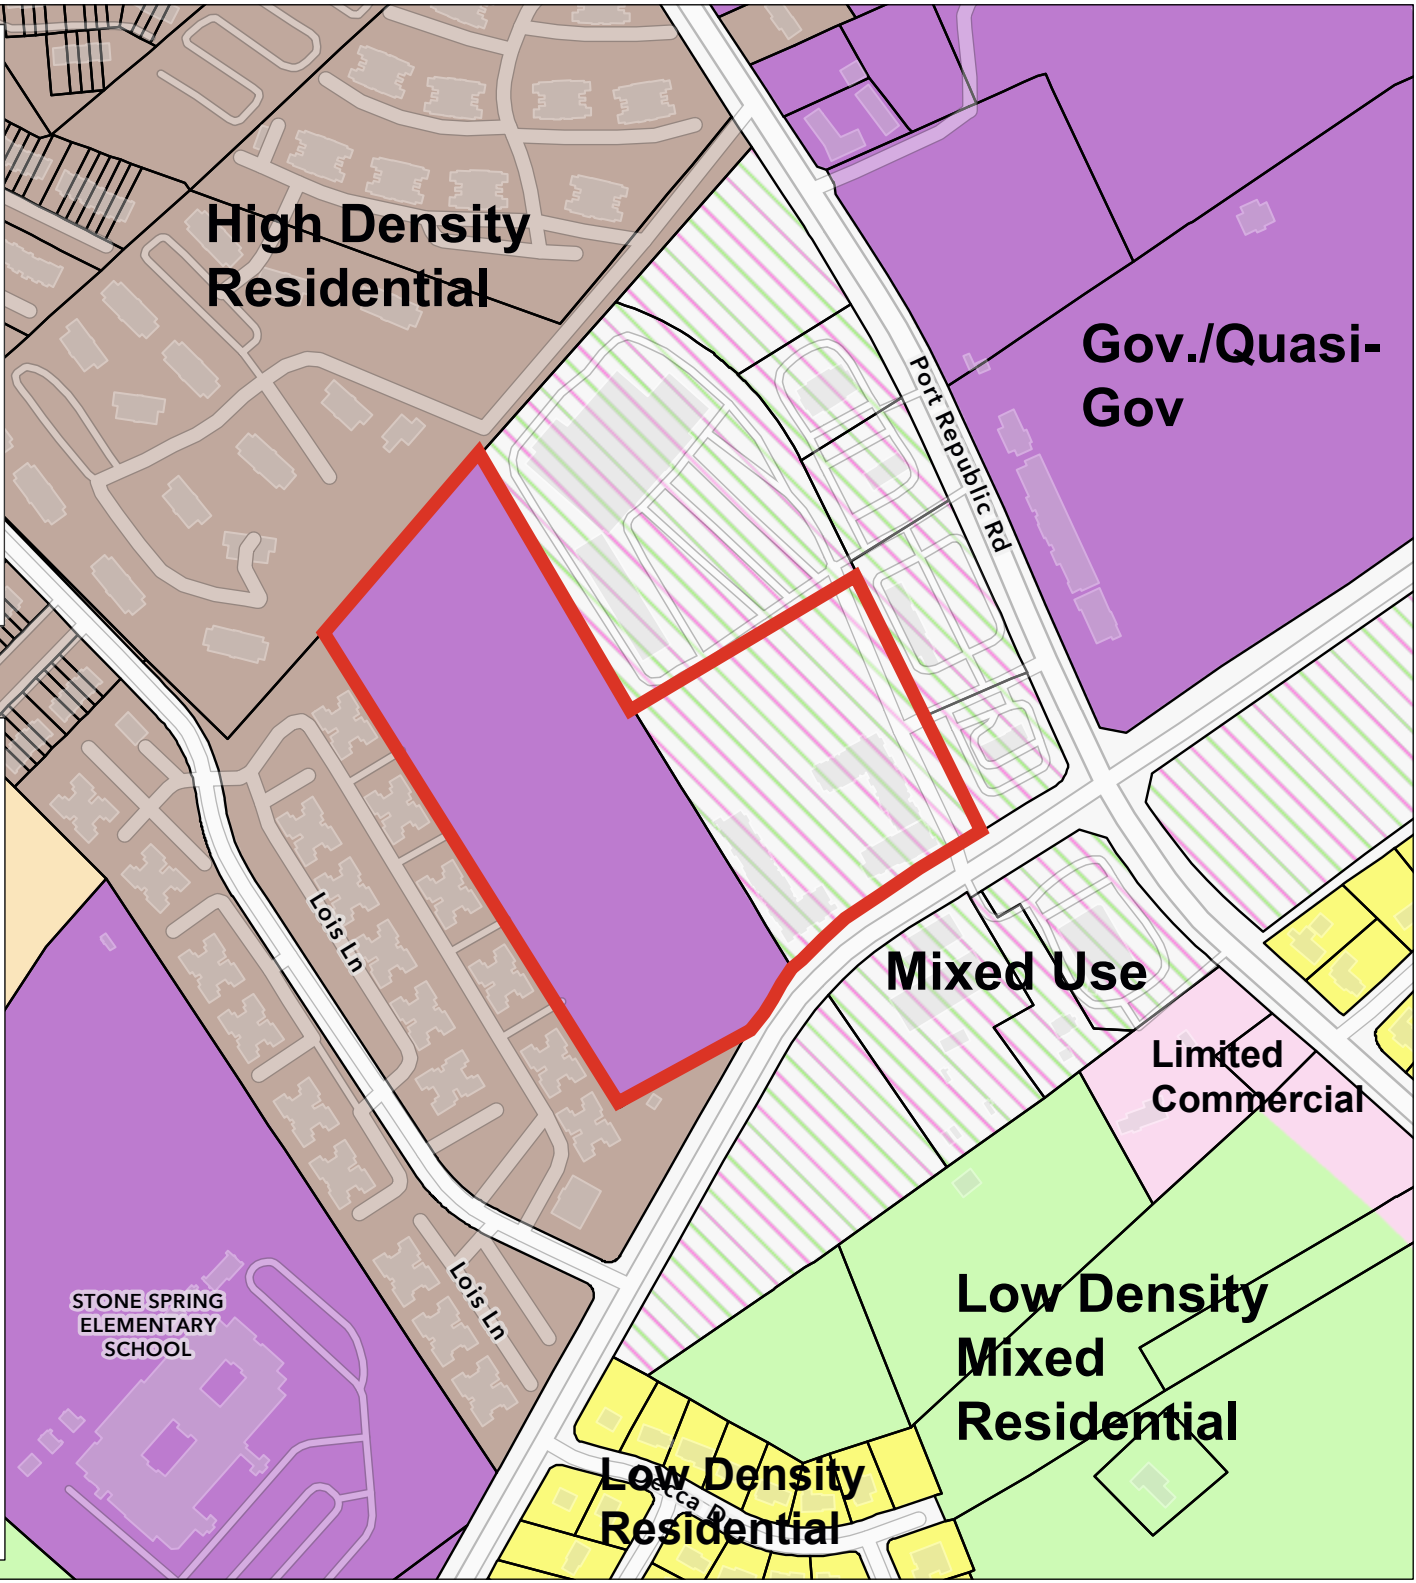 High Density
Residential
Gov./Quasi-
Gov
Port Republic Rd
Lois Ln
Mixed Use
Limited
Commercial
STONE SPRING
ELEMENTARY
SCHOOL
Lois Ln
Low Density
Mixed
Residential
Low Density
Residential